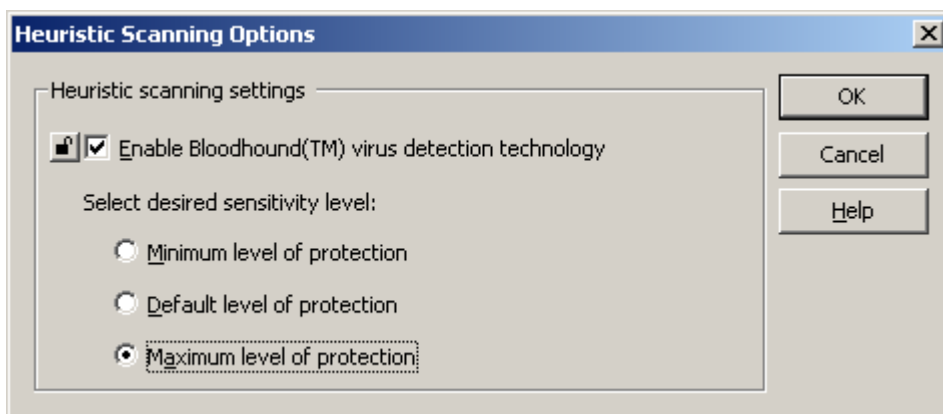 Heuristic Scanning Options
Heuristic scanning settings
Enable Bloodhound(TM) virus detection technology
Select desired sensitivity level:
Minimum level of protection
Default level of protection
Maximum level of protection
OK
Cancel
Help